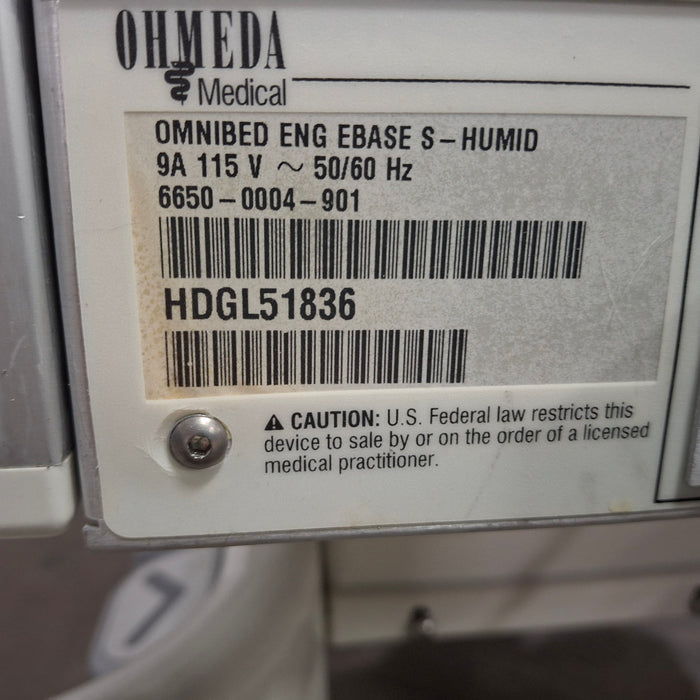 OHMEDA
Medical
OMNIBED ENG EBASE S-HUMID
9A 115 V ~ 50/60 Hz
6650-0004-901
HDGL51836
⚠ CAUTION: U.S. Federal law restricts this
device to sale by or on the order of a licensed
medical practitioner.